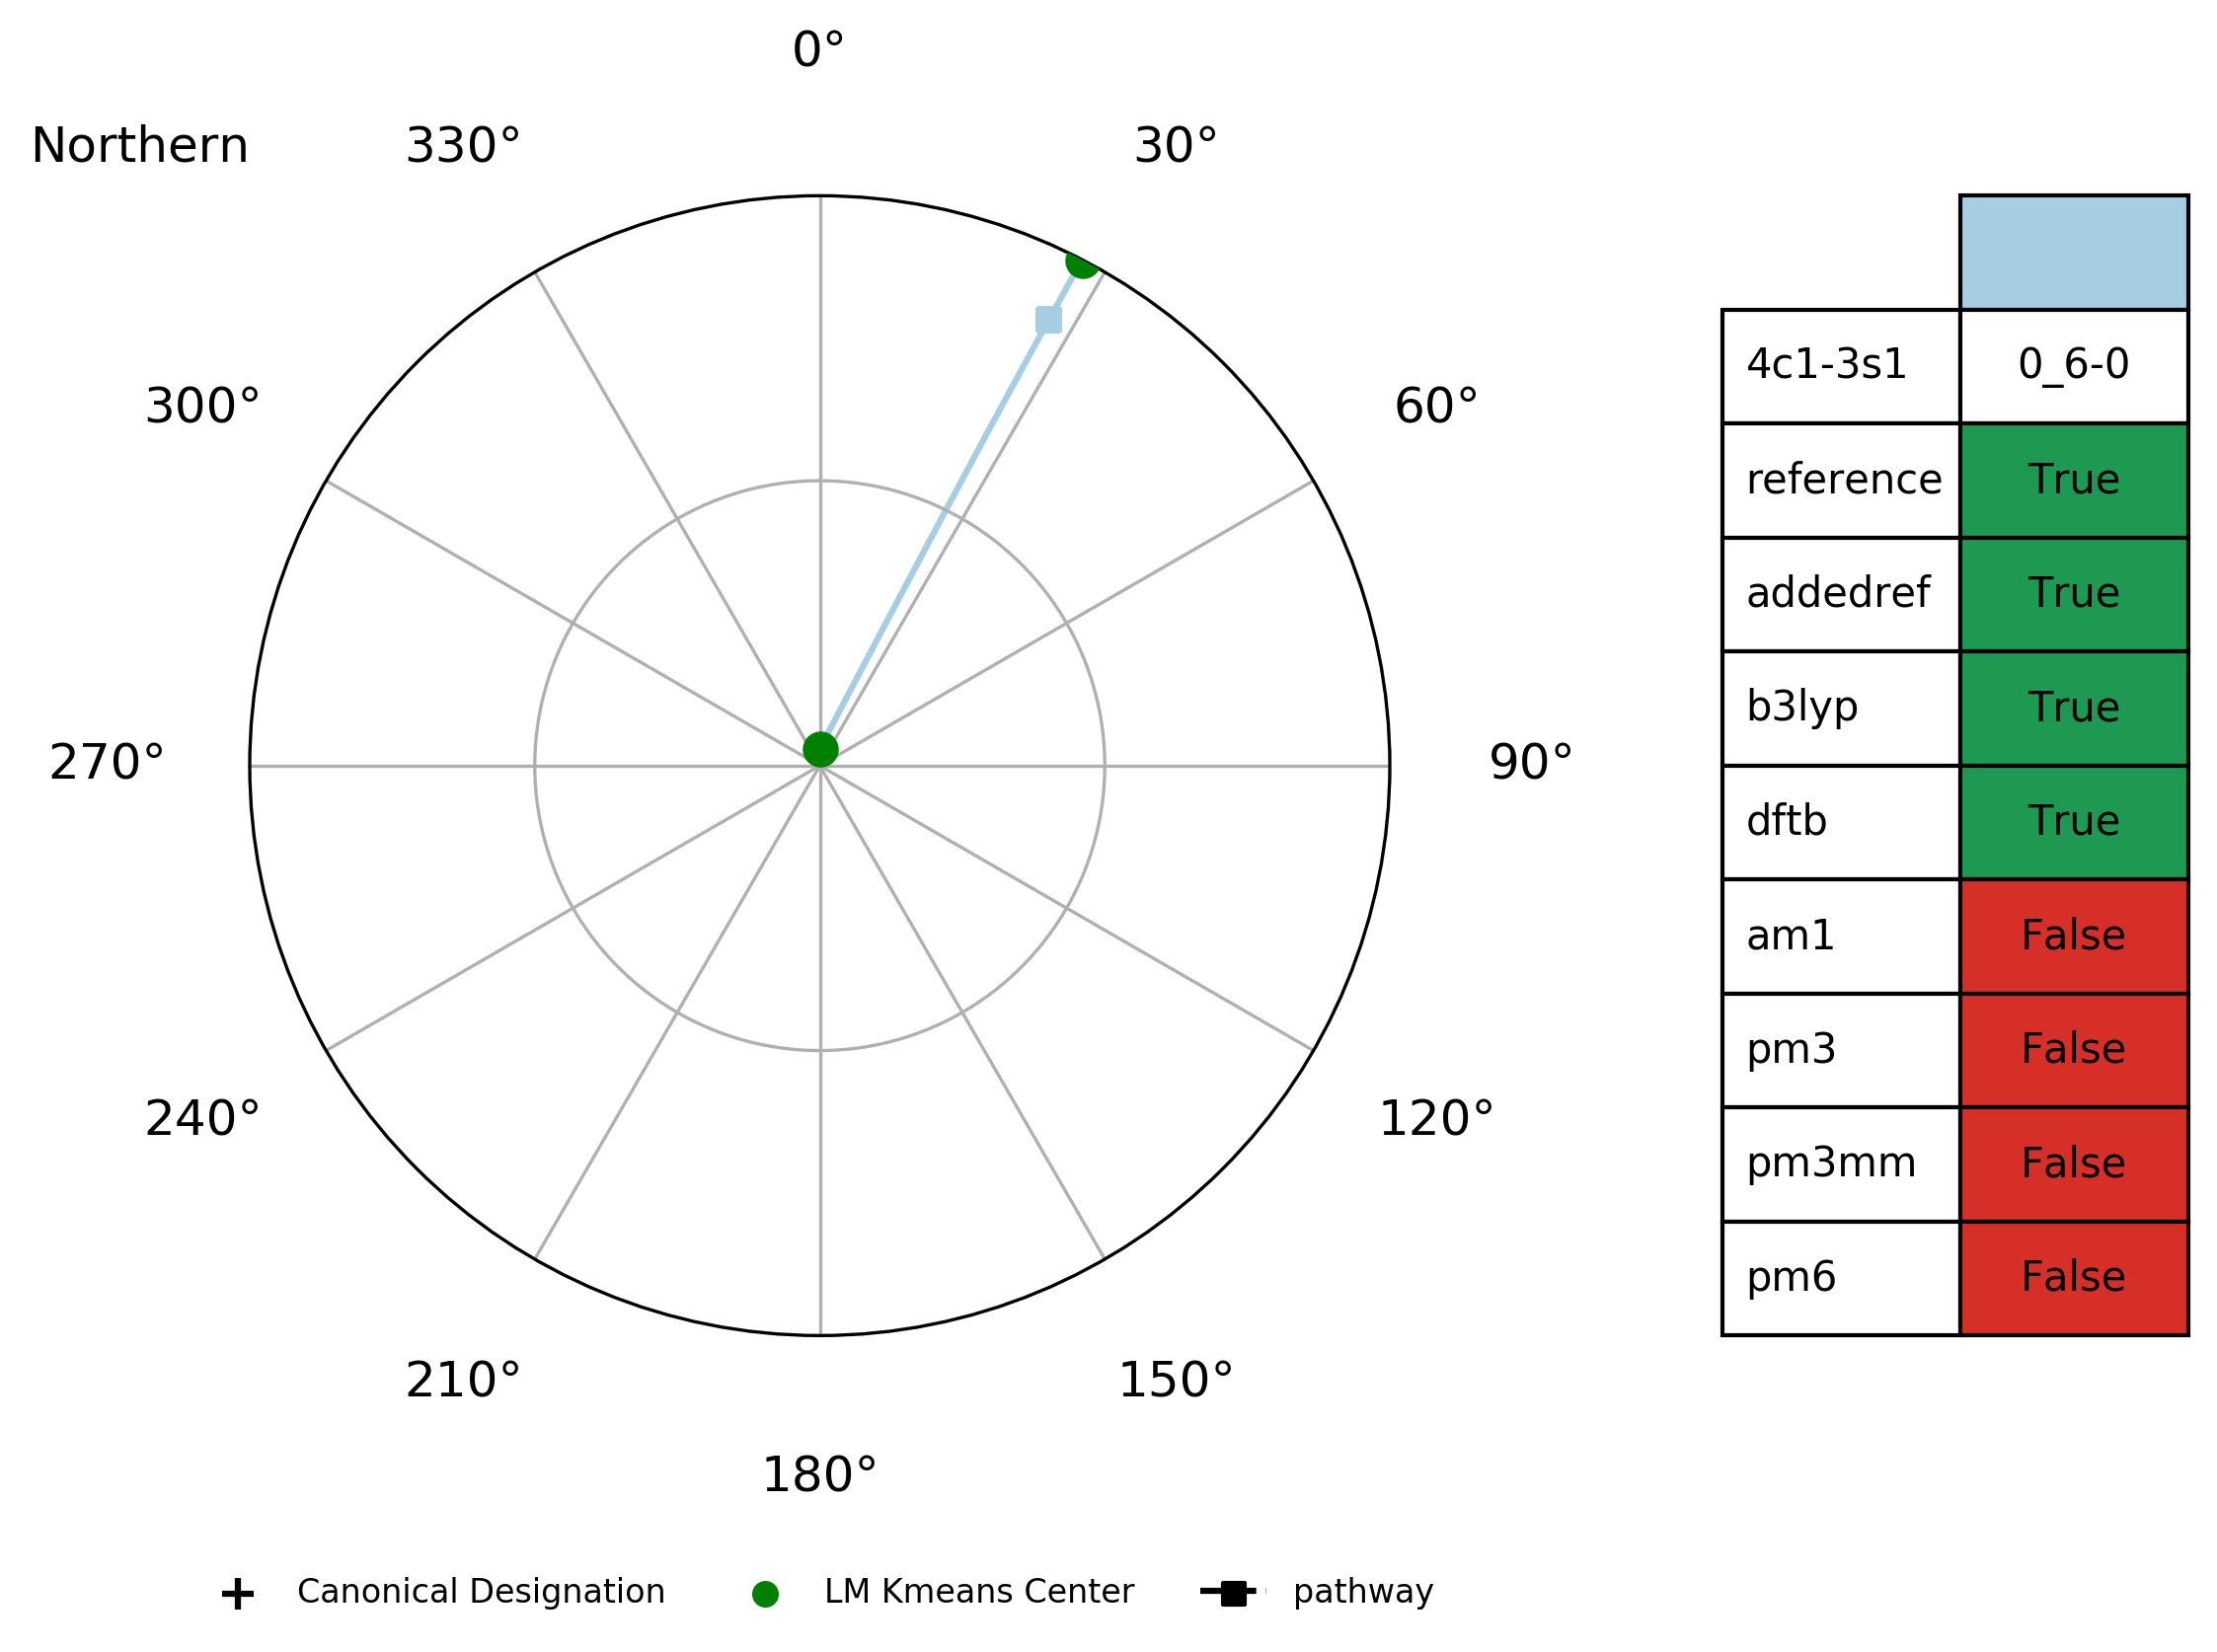 0°
Northern
330°
30°
300°
60°
270°
90°
240°
120°
210°
150°
180°
4c1-3s1 0_6-0
reference True
addedref True
b3lyp True
dftb True
am1 False
pm3 False
pm3mm False
pm6 False
Canonical Designation LM Kmeans Center pathway